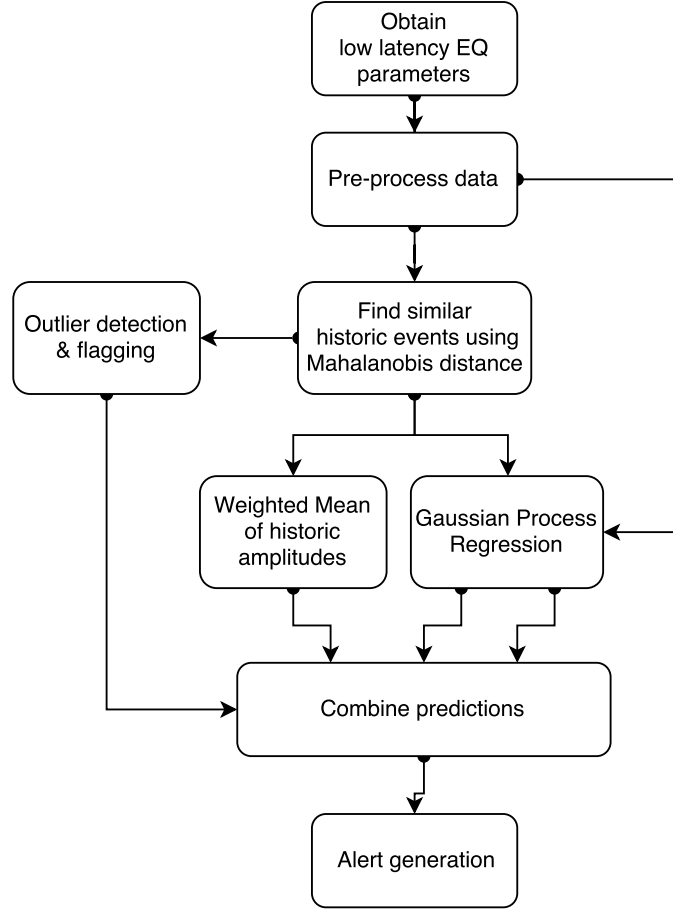 Obtain
low latency EQ
parameters
Pre-process data
Find similar
historic events using
Mahalanobis distance
Outlier detection
& flagging
Weighted Mean
of historic
amplitudes
Gaussian Process
Regression
Combine predictions
Alert generation